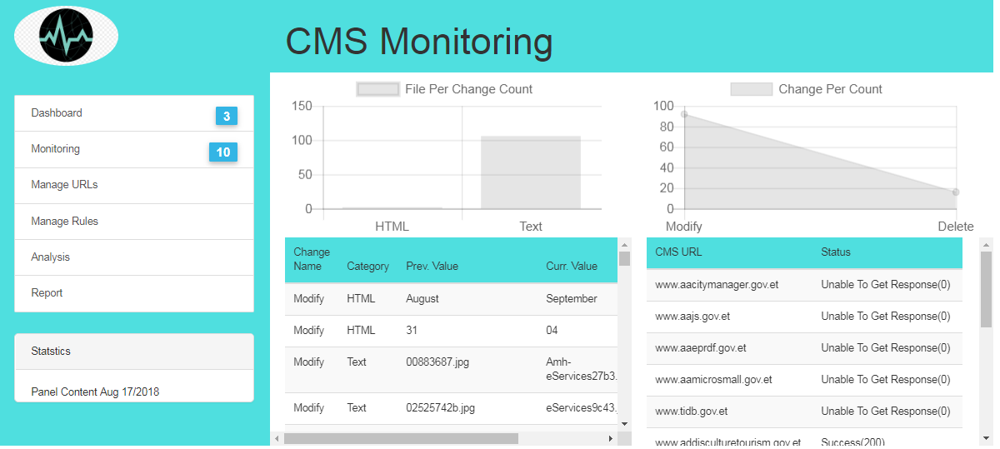 CMS Monitoring
Dashboard 3
Monitoring 10
Manage URLs
Manage Rules
Analysis
Report
Statstics
Panel Content Aug 17/2018
File Per Change Count
150
100
50
0
HTML Text
Change Per Count
100
80
60
40
20
0
Modify Delete
Change
Name Category Prev. Value Curr. Value
Modify HTML August September
Modify HTML 31 04
Modify Text 00883687.jpg Amh-
eServices27b3.
Modify Text 02525742b.jpg eServices9c43.
CMS URL Status
www.aacitymanager.gov.et Unable To Get Response(0)
www.aajs.gov.et Unable To Get Response(0)
www.aaeprdf.gov.et Unable To Get Response(0)
www.aamicrosmall.gov.et Unable To Get Response(0)
www.tidb.gov.et Unable To Get Response(0)
www.addisculturetourism.gov.et Success(200)